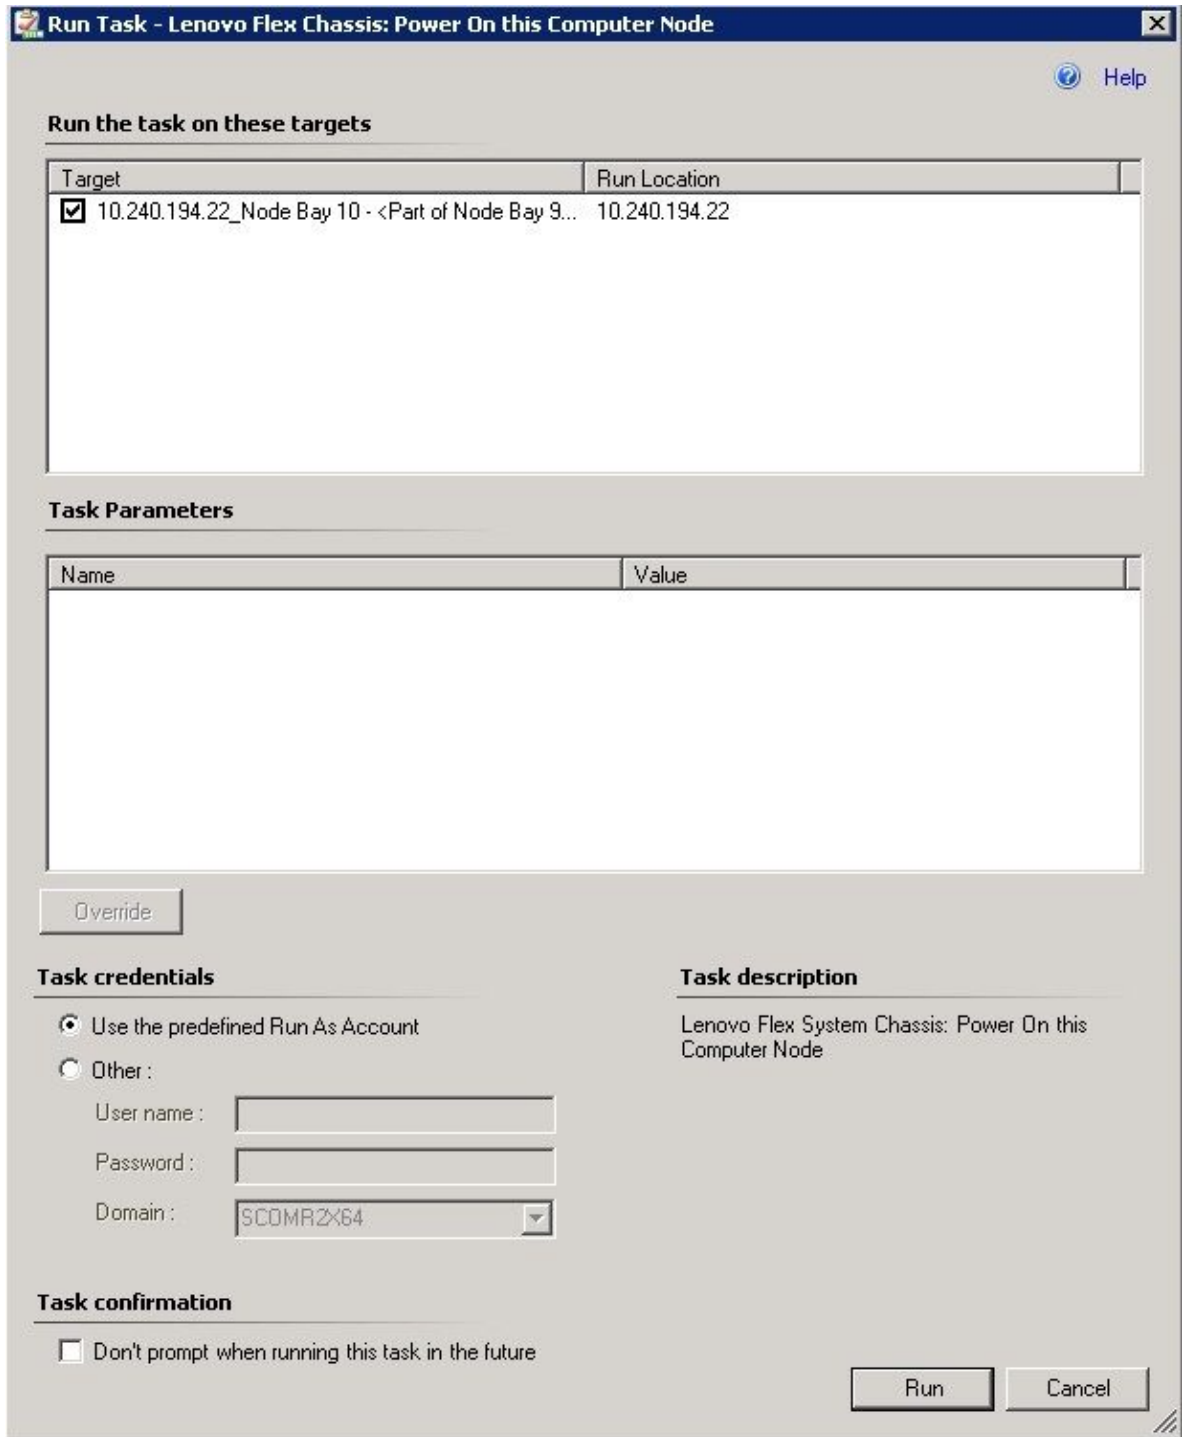 Run Task - Lenovo Flex Chassis: Power On this Computer Node
Help
Run the task on these targets
Target Run Location
10.240.194.22_Node Bay 10 - <Part of Node Bay 9... 10.240.194.22
Task Parameters
Name Value
Override
Task credentials
Use the predefined Run As Account
Other :
User name :
Password :
Domain : SCOMR2X64
Task description
Lenovo Flex System Chassis: Power On this
Computer Node
Task confirmation
Don't prompt when running this task in the future
Run Cancel